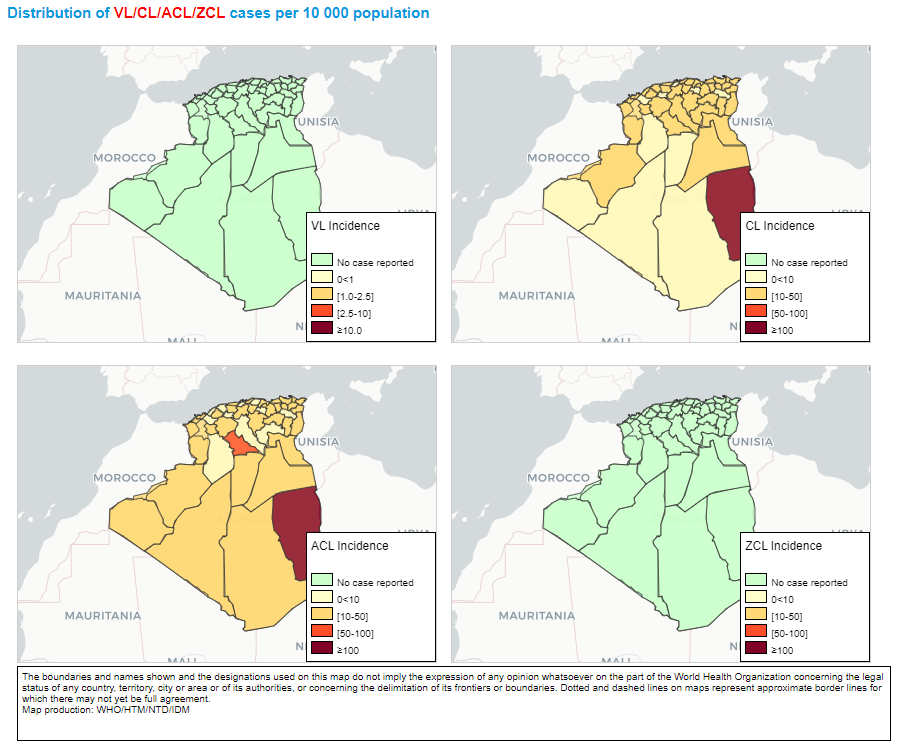 Distribution of VL/CL/ACL/ZCL cases per 10 000 population
UNISIA
MOROCCO
MAURITANIA
VL Incidence
No case reported
0<1
[1.0-2.5]
[2.5-10]
≥10.0
UNISIA
MOROCCO
MAURITANIA
CL Incidence
No case reported
0<10
[10-50]
[50-100]
≥100
UNISIA
MOROCCO
MAURITANIA
ACL Incidence
No case reported
0<10
[10-50]
[50-100]
≥100
UNISIA
MOROCCO
MAURITANIA
ZCL Incidence
No case reported
0<10
[10-50]
[50-100]
≥100
The boundaries and names shown and the designations used on this map do not imply the expression of any opinion whatsoever on the part of the World Health Organization concerning the legal
status of any country, territory, city or area or of its authorities, or concerning the delimitation of its frontiers or boundaries. Dotted and dashed lines on maps represent approximate border lines for
which there may not yet be full agreement.
Map production: WHO/HTM/NTD/IDM